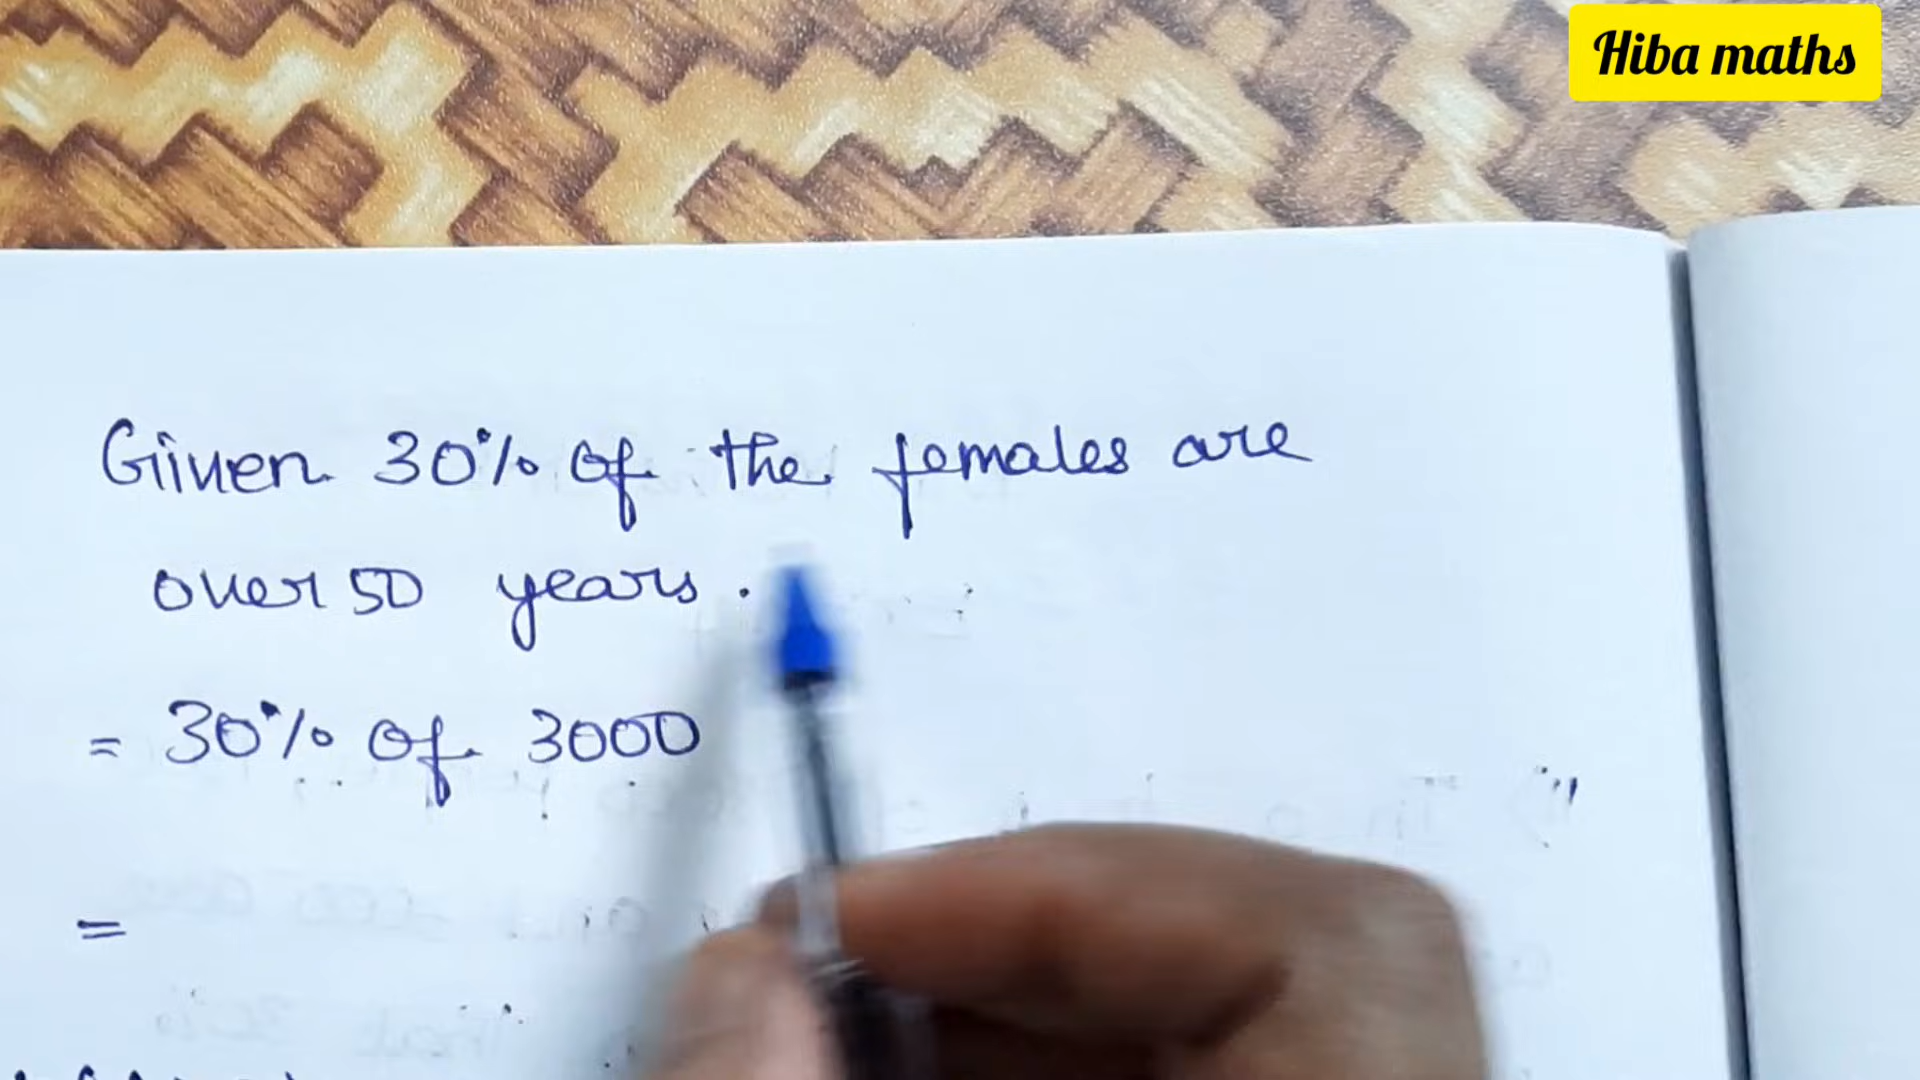 Hiba maths
Given 30% of the females are
over 50 years.
= 30% of 3000
=